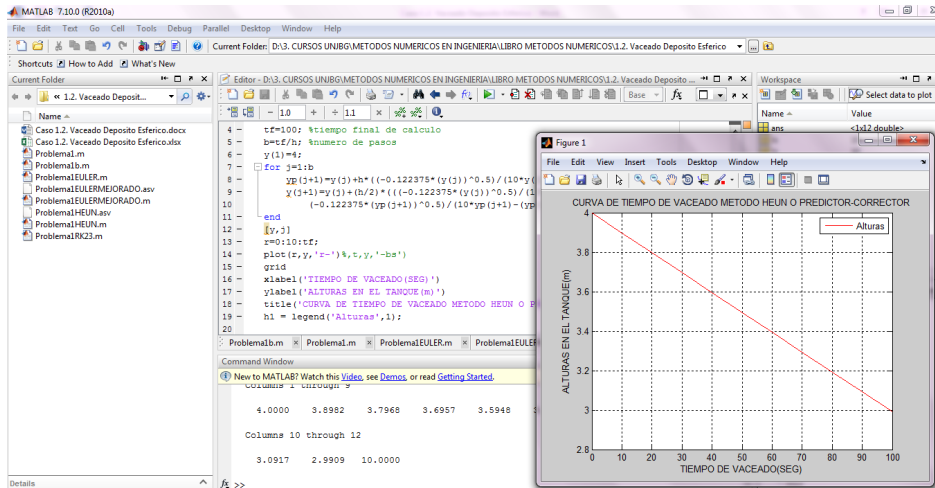 MATLAB 7.10.0 (R2010a)
File Edit Text Go Cell Tools Debug Parallel Desktop Window Help
Current Folder: D:\3. CURSOS UNJBG\METODOS NUMERICOS EN INGENIERIA\LIBRO METODOS NUMERICOS\1.2. Vaceado Deposito Esferico
Shortcuts How to Add What's New
Current Folder
« 1.2. Vaceado Deposit...
Name
Caso 1.2. Vaceado Deposito Esferico.docx
Caso 1.2. Vaceado Deposito Esferico.xlsx
Problema1.m
Problema1b.m
Problema1EULER.m
Problema1EULERMEJORADO.asv
Problema1EULERMEJORADO.m
Problema1HEUN.asv
Problema1HEUN.m
Problema1RK23.m
Details
Editor - D:\3. CURSOS UNJBG\METODOS NUMERICOS EN INGENIERIA\LIBRO METODOS NUMERICOS\1.2. Vaceado Deposito ...
Base fx
- 1.0 + ÷ 1.1 ×
4 - tf=100; %tiempo final de calculo
5 - b=tf/h; %numero de pasos
6 - y(1)=4;
7 - for j=1:b
8 - yp(j+1)=y(j)+h*((-0.122375*(y(j))^0.5)/(10*y(
9 - y(j+1)=y(j)+(h/2)*(((-0.122375*(y(j))^0.5)/(1
10 (-0.122375*(yp(j+1))^0.5)/(10*yp(j+1)-(yp
11 - end
12 - [y,j]
13 - r=0:10:tf;
14 - plot(r,y,'r-')%,t,y,'-bs')
15 - grid
16 - xlabel('TIEMPO DE VACEADO(SEG)')
17 - ylabel('ALTURAS EN EL TANQUE(m)')
18 - title('CURVA DE TIEMPO DE VACEADO METODO HEUN O P
19 - h1 = legend('Alturas',1);
20
Problema1b.m × Problema1.m × Problema1EULER.m × Problema1EULE
Command Window
New to MATLAB? Watch this Video, see Demos, or read Getting Started.
Columns 1 through 9
4.0000 3.8982 3.7968 3.6957 3.5948
Columns 10 through 12
3.0917 2.9909 10.0000
fx >>
Workspace
Select data to plot
Name Value
ans <1x12 double>
Figure 1
File Edit View Insert Tools Desktop Window Help
CURVA DE TIEMPO DE VACEADO METODO HEUN O PREDICTOR-CORRECTOR
Alturas
ALTURAS EN EL TANQUE(m)
4
3.8
3.6
3.4
3.2
3
2.8
0 10 20 30 40 50 60 70 80 90 100
TIEMPO DE VACEADO(SEG)